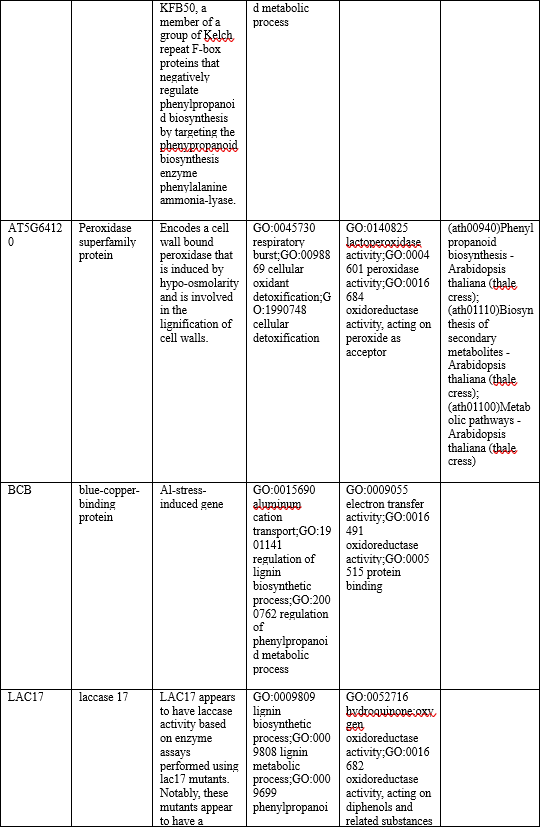 KFB50, a
member of a
group of Kelch
repeat F-box
proteins that
negatively
regulate
phenylpropanoi
d biosynthesis
by targeting the
phenypropanoid
biosynthesis
enzyme
phenylalanine
ammonia-lyase.
d metabolic
process
AT5G6412
0
Peroxidase
superfamily
protein
Encodes a cell
wall bound
peroxidase that
is induced by
hypo-osmolarity
and is involved
in the
lignification of
cell walls.
GO:0045730
respiratory
burst;GO:00988
69 cellular
oxidant
detoxification;G
O:1990748
cellular
detoxification
GO:0140825
lactoperoxidase
activity;GO:0004
601 peroxidase
activity;GO:0016
684
oxidoreductase
activity, acting on
peroxide as
acceptor
(ath00940)Phenyl
propanoid
biosynthesis -
Arabidopsis
thaliana (thale
cress);
(ath01110)Biosyn
thesis of
secondary
metabolites -
Arabidopsis
thaliana (thale
cress);
(ath01100)Metab
olic pathways -
Arabidopsis
thaliana (thale
cress)
BCB
blue-copper-
binding
protein
Al-stress-
induced gene
GO:0015690
aluminum
cation
transport;GO:19
01141
regulation of
lignin
biosynthetic
process;GO:200
0762 regulation
of
phenylpropanoi
d metabolic
process
GO:0009055
electron transfer
activity;GO:0016
491
oxidoreductase
activity;GO:0005
515 protein
binding
LAC17
laccase 17
LAC17 appears
to have laccase
activity based
on enzyme
assays
performed using
lac17 mutants.
Notably, these
mutants appear
to have a
GO:0009809
lignin
biosynthetic
process;GO:000
9808 lignin
metabolic
process;GO:000
9699
phenylpropanoi
GO:0052716
hydroquinone:oxy
gen
oxidoreductase
activity;GO:0016
682
oxidoreductase
activity, acting on
diphenols and
related substances